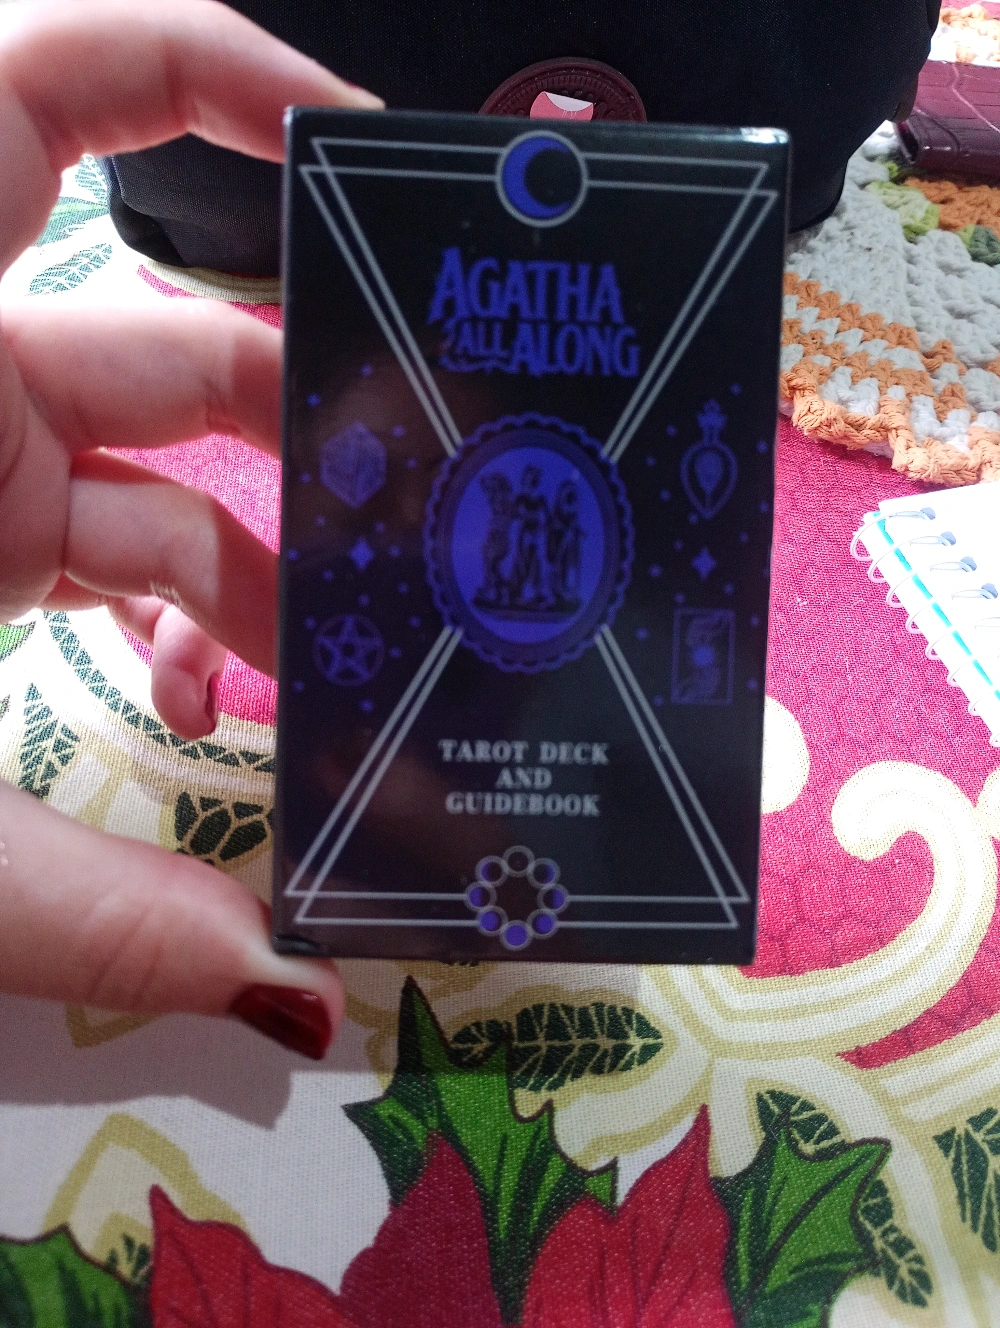 AGATHA
ALL ALONG
TAROT DECK
AND
GUIDEBOOK